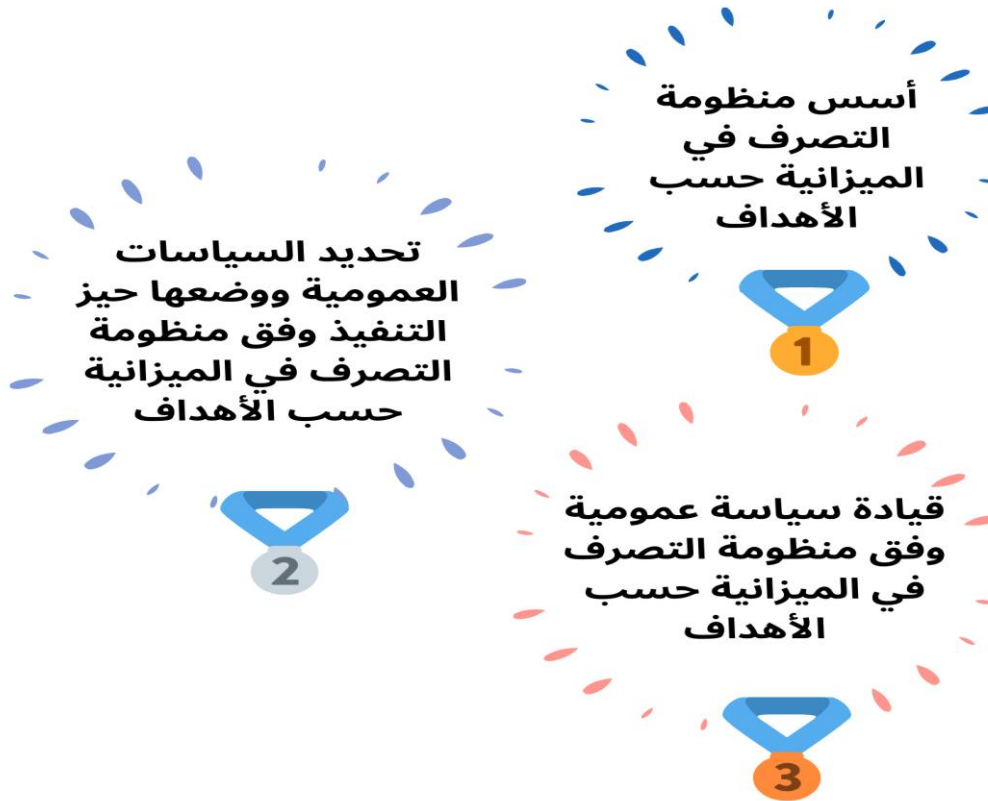 أسس منظومة
التصرف في
الميزانية حسب
الأهداف
1
تحديد السياسات
العمومية ووضعها حيز
التنفيذ وفق منظومة
التصرف في الميزانية
حسب الأهداف
2
قيادة سياسة عمومية
وفق منظومة التصرف
في الميزانية حسب
الأهداف
3